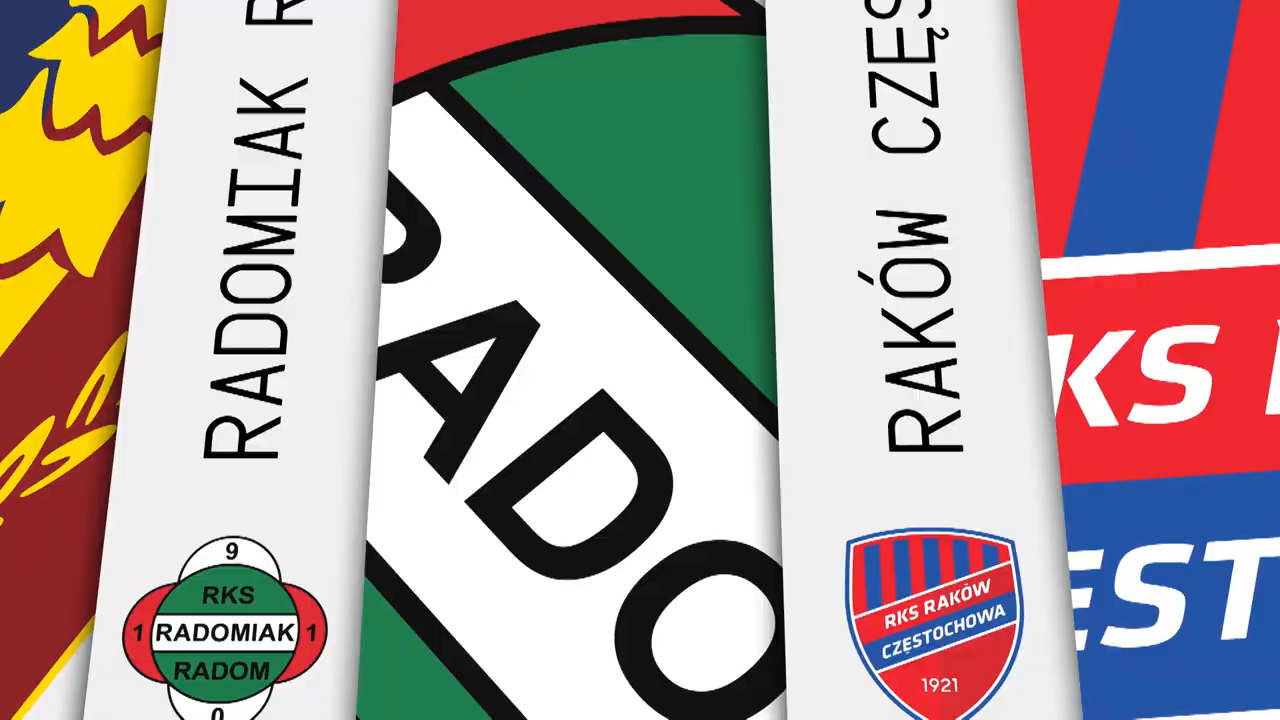 RADOMIAK R
9
RKS
1 RADOMIAK 1
RADOM
0
RADO
RAKÓW CZĘS
RKS RAKÓW
CZĘSTOCHOWA
1921
KS
EST